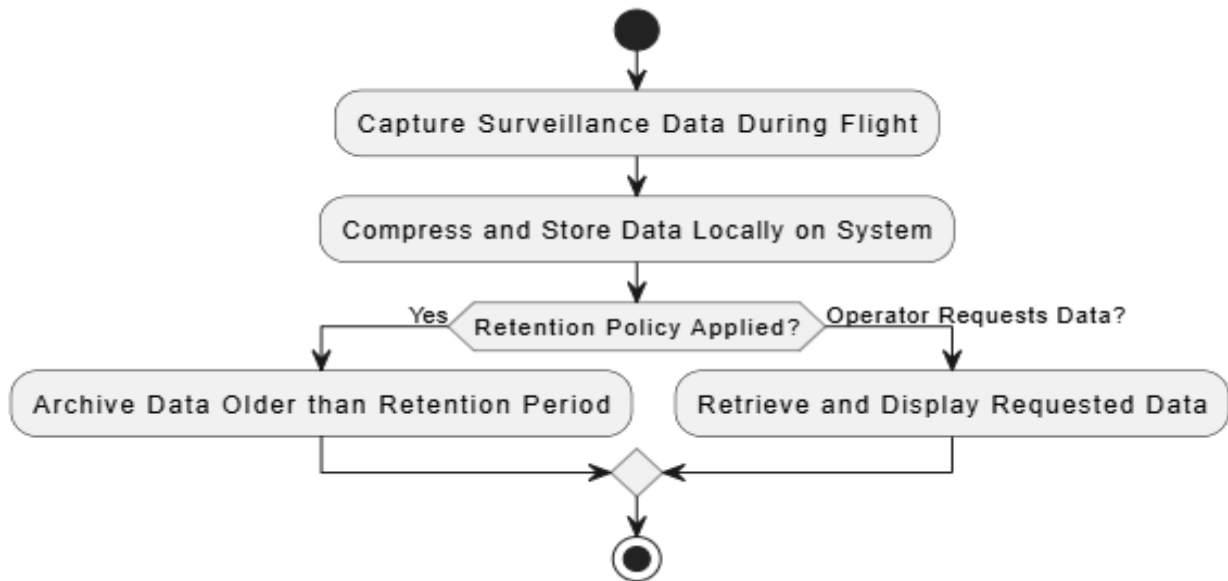 Capture Surveillance Data During Flight
Compress and Store Data Locally on System
Yes
Retention Policy Applied?
Operator Requests Data?
Archive Data Older than Retention Period
Retrieve and Display Requested Data